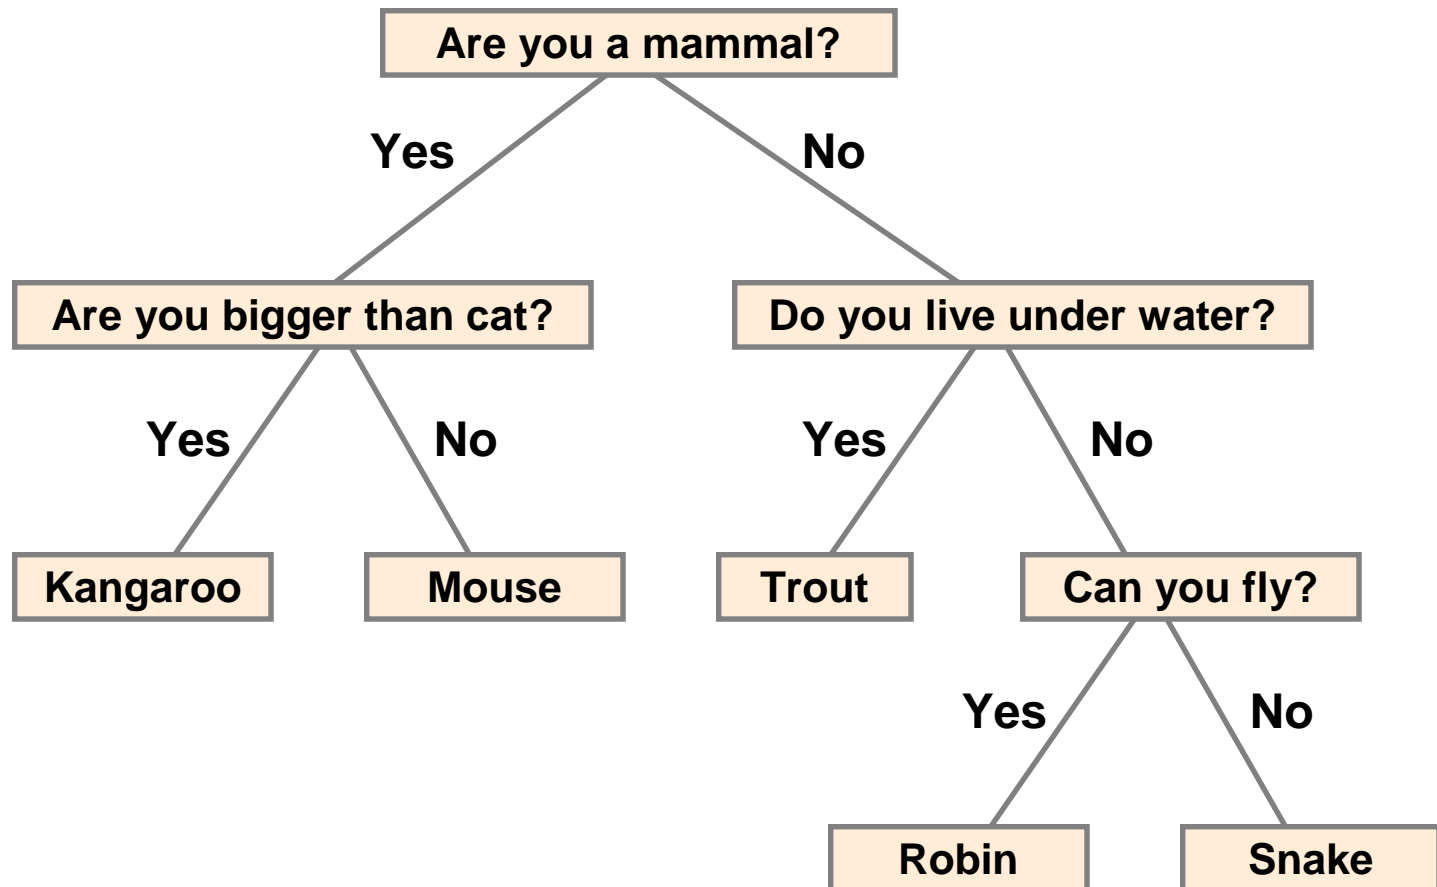 Are you a mammal?
Yes No
Are you bigger than cat? Do you live under water?
Yes No Yes No
Kangaroo Mouse Trout Can you fly?
Yes No
Robin Snake